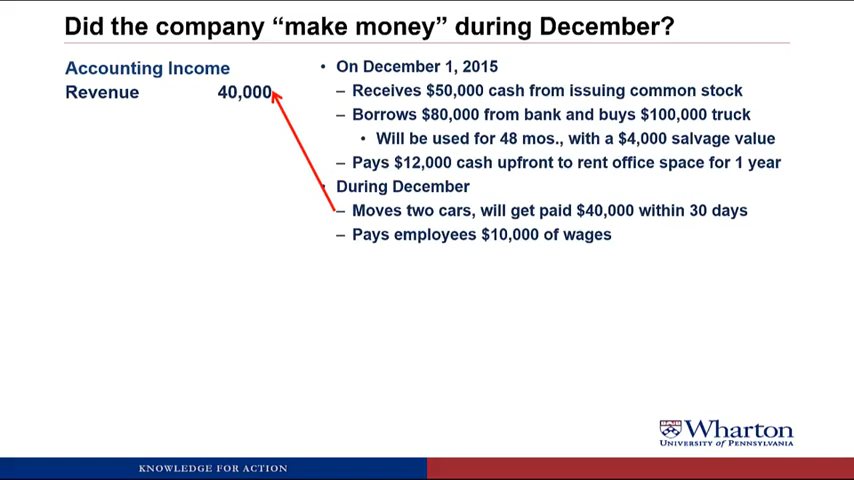 Did the company “make money” during December?
Accounting Income
Revenue 40,000
• On December 1, 2015
– Receives $50,000 cash from issuing common stock
– Borrows $80,000 from bank and buys $100,000 truck
• Will be used for 48 mos., with a $4,000 salvage value
– Pays $12,000 cash upfront to rent office space for 1 year
• During December
– Moves two cars, will get paid $40,000 within 30 days
– Pays employees $10,000 of wages
Wharton
UNIVERSITY OF PENNSYLVANIA
KNOWLEDGE FOR ACTION